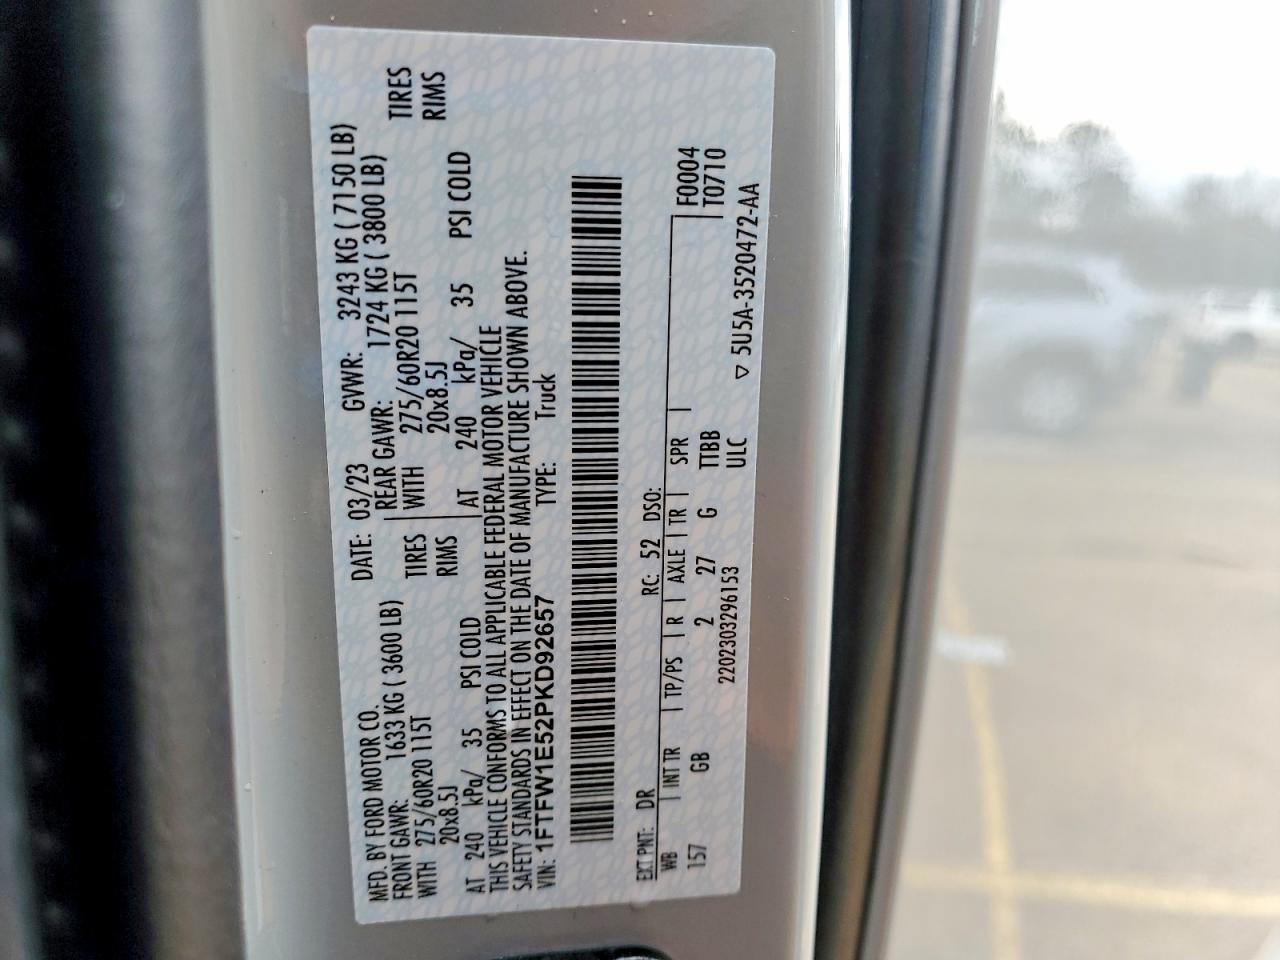 MFD. BY FORD MOTOR CO.
DATE: 03/23 GVWR: 3243 KG ( 7150 LB)
FRONT GAWR: 1633 KG ( 3600 LB) REAR GAWR: 1724 KG ( 3800 LB)
WITH 275/60R20 115T TIRES WITH 275/60R20 115T TIRES
20x8.5J RIMS 20x8.5J RIMS
AT 240 kPa/ 35 PSI COLD AT 240 kPa/ 35 PSI COLD
THIS VEHICLE CONFORMS TO ALL APPLICABLE FEDERAL MOTOR VEHICLE
SAFETY STANDARDS IN EFFECT ON THE DATE OF MANUFACTURE SHOWN ABOVE.
VIN: 1FTFW1E52PKD92657 TYPE: Truck
EXT PNT: DR RC: 52 DSO:
WB INT TR TP/PS R AXLE TR SPR F0004
157 GB 2 27 G TTBB T0710
2202303296153 ULC
▽ 5U5A-3520472-AA